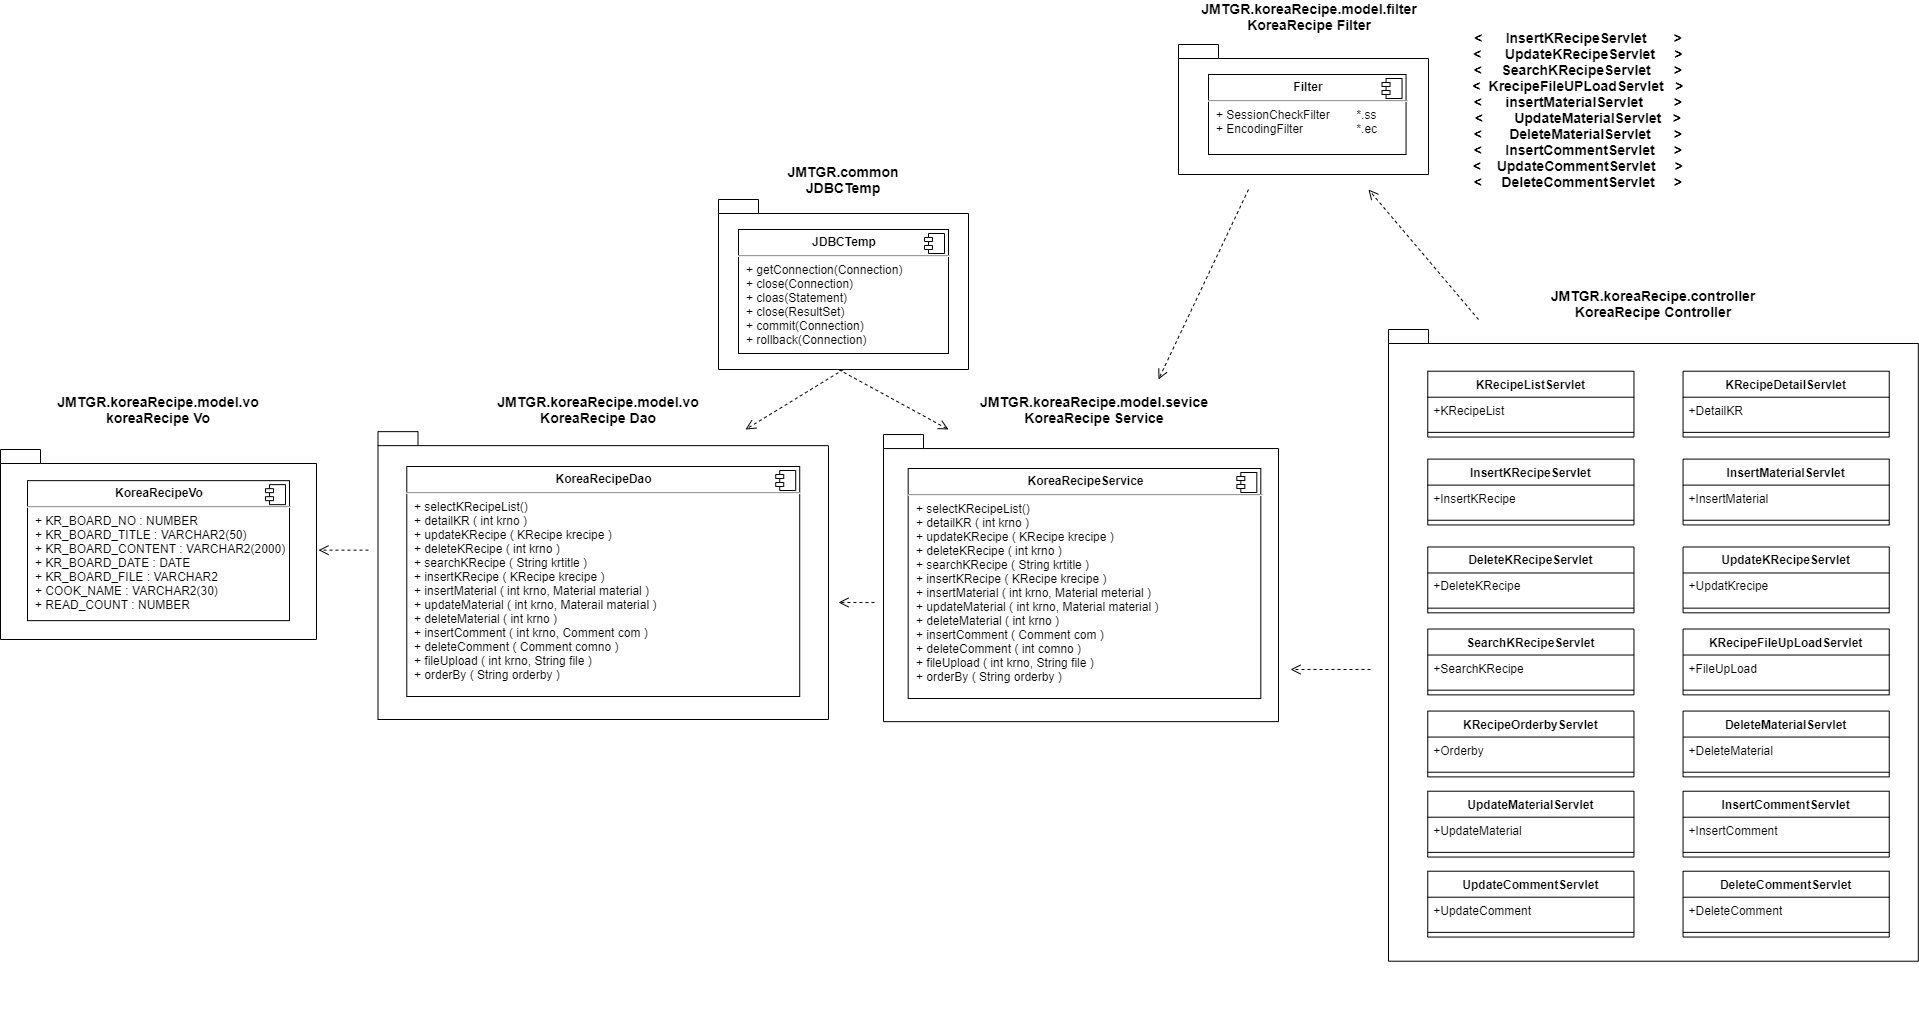 JMTGR.koreaRecipe.model.filter
KoreaRecipe Filter
< InsertKRecipeServlet >
< UpdateKRecipeServlet >
< SearchKRecipeServlet >
< KrecipeFileUPLoadServlet >
< insertMaterialServlet >
< UpdateMaterialServlet >
< DeleteMaterialServlet >
< InsertCommentServlet >
< UpdateCommentServlet >
< DeleteCommentServlet >
Filter
+ SessionCheckFilter *.ss
+ EncodingFilter *.ec
JMTGR.common
JDBCTemp
JDBCTemp
+ getConnection(Connection)
+ close(Connection)
+ cloas(Statement)
+ close(ResultSet)
+ commit(Connection)
+ rollback(Connection)
JMTGR.koreaRecipe.model.vo
koreaRecipe Vo
KoreaRecipeVo
+ KR_BOARD_NO : NUMBER
+ KR_BOARD_TITLE : VARCHAR2(50)
+ KR_BOARD_CONTENT : VARCHAR2(2000)
+ KR_BOARD_DATE : DATE
+ KR_BOARD_FILE : VARCHAR2
+ COOK_NAME : VARCHAR2(30)
+ READ_COUNT : NUMBER
JMTGR.koreaRecipe.model.vo
KoreaRecipe Dao
KoreaRecipeDao
+ selectKRecipeList()
+ detailKR ( int krno )
+ updateKRecipe ( KRecipe krecipe )
+ deleteKRecipe ( int krno )
+ searchKRecipe ( String krtitle )
+ insertKRecipe ( KRecipe krecipe )
+ insertMaterial ( int krno, Material material )
+ updateMaterial ( int krno, Materail material )
+ deleteMaterial ( int krno )
+ insertComment ( int krno, Comment com )
+ deleteComment ( Comment comno )
+ fileUpload ( int krno, String file )
+ orderBy ( String orderby )
JMTGR.koreaRecipe.model.sevice
KoreaRecipe Service
KoreaRecipeService
+ selectKRecipeList()
+ detailKR ( int krno )
+ updateKRecipe ( KRecipe krecipe )
+ deleteKRecipe ( int krno )
+ searchKRecipe ( String krtitle )
+ insertKRecipe ( KRecipe krecipe )
+ insertMaterial ( int krno, Material meterial )
+ updateMaterial ( int krno, Material material )
+ deleteMaterial ( int krno )
+ insertComment ( Comment com )
+ deleteComment ( int comno )
+ fileUpload ( int krno, String file )
+ orderBy ( String orderby )
JMTGR.koreaRecipe.controller
KoreaRecipe Controller
KRecipeListServlet
+KRecipeList
KRecipeDetailServlet
+DetailKR
InsertKRecipeServlet
+InsertKRecipe
InsertMaterialServlet
+InsertMaterial
DeleteKRecipeServlet
+DeleteKRecipe
UpdateKRecipeServlet
+UpdatKrecipe
SearchKRecipeServlet
+SearchKRecipe
KRecipeFileUpLoadServlet
+FileUpLoad
KRecipeOrderbyServlet
+Orderby
DeleteMaterialServlet
+DeleteMaterial
UpdateMaterialServlet
+UpdateMaterial
InsertCommentServlet
+InsertComment
UpdateCommentServlet
+UpdateComment
DeleteCommentServlet
+DeleteComment